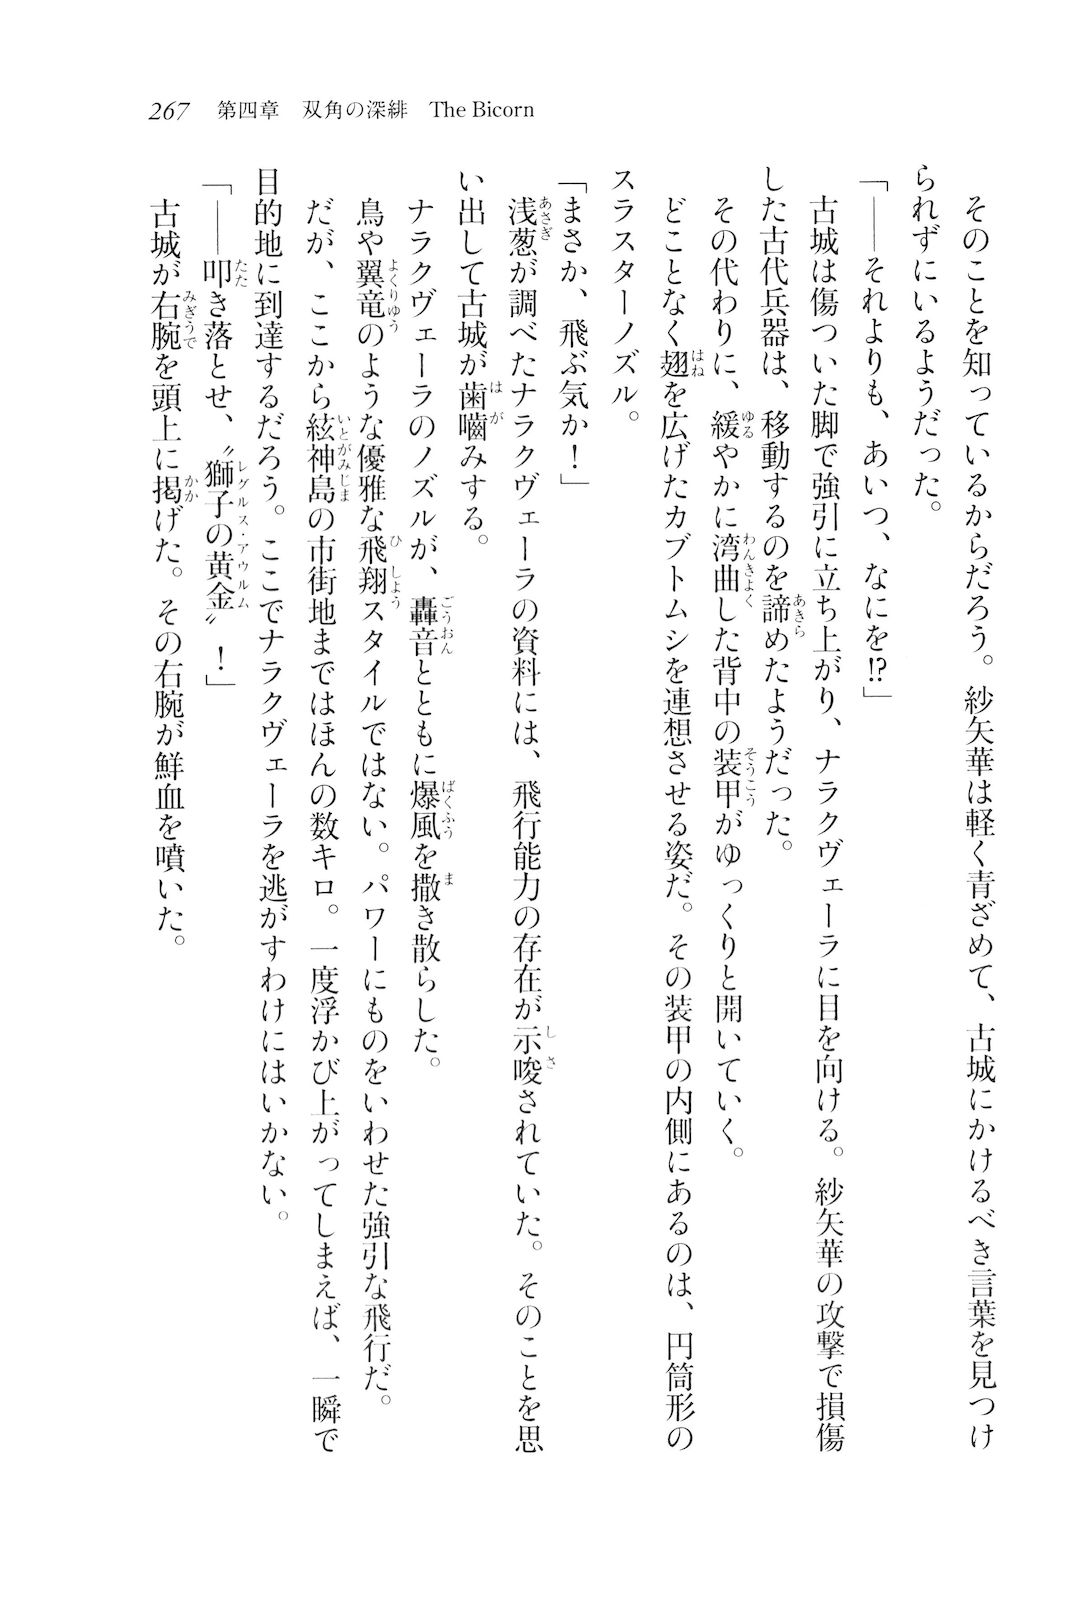 267 第四章 双角の深緋 The Bicorn
そのことを知っているからだろう。紗矢華は軽く青ざめて、古城にかけるべき言葉を見つけ
られずにいるようだった。
「――それよりも、あいつ、なにを!?」
古城は傷ついた脚で強引に立ち上がり、ナラクヴェーラに目を向ける。紗矢華の攻撃で損傷
した古代兵器は、移動するのを諦めたようだった。
その代わりに、緩やかに湾曲した背中の装甲がゆっくりと開いていく。
どことなく翅を広げたカブトムシを連想させる姿だ。その装甲の内側にあるのは、円筒形の
スラスターノズル。
「まさか、飛ぶ気か！」
浅葱が調べたナラクヴェーラの資料には、飛行能力の存在が示唆されていた。そのことを思
い出して古城が歯噛みする。
ナラクヴェーラのノズルが、轟音とともに爆風を撒き散らした。
鳥や翼竜のような優雅な飛翔スタイルではない。パワーにものをいわせた強引な飛行だ。
だが、ここから絃神島の市街地まではほんの数キロ。一度浮かび上がってしまえば、一瞬で
目的地に到達するだろう。ここでナラクヴェーラを逃がすわけにはいかない。
「――叩き落とせ、〝獅子の黄金〟！」
古城が右腕を頭上に掲げた。その右腕が鮮血を噴いた。